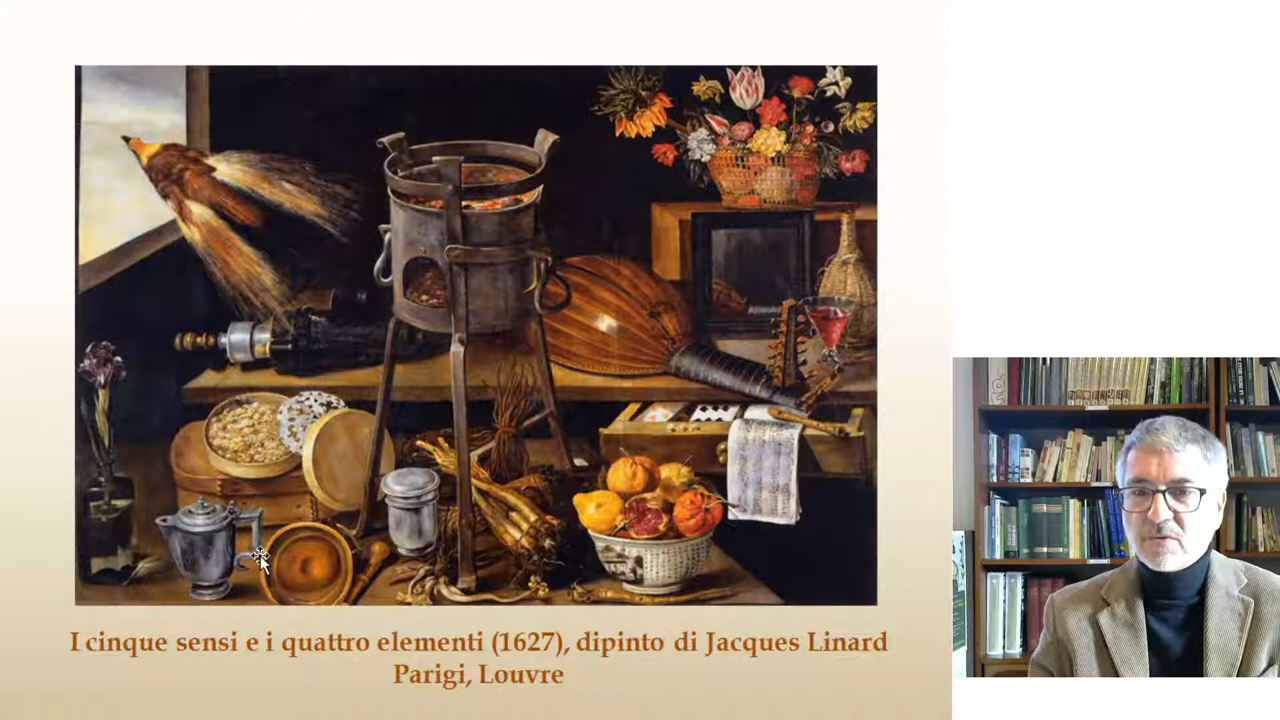 I cinque sensi e i quattro elementi (1627), dipinto di Jacques Linard
Parigi, Louvre